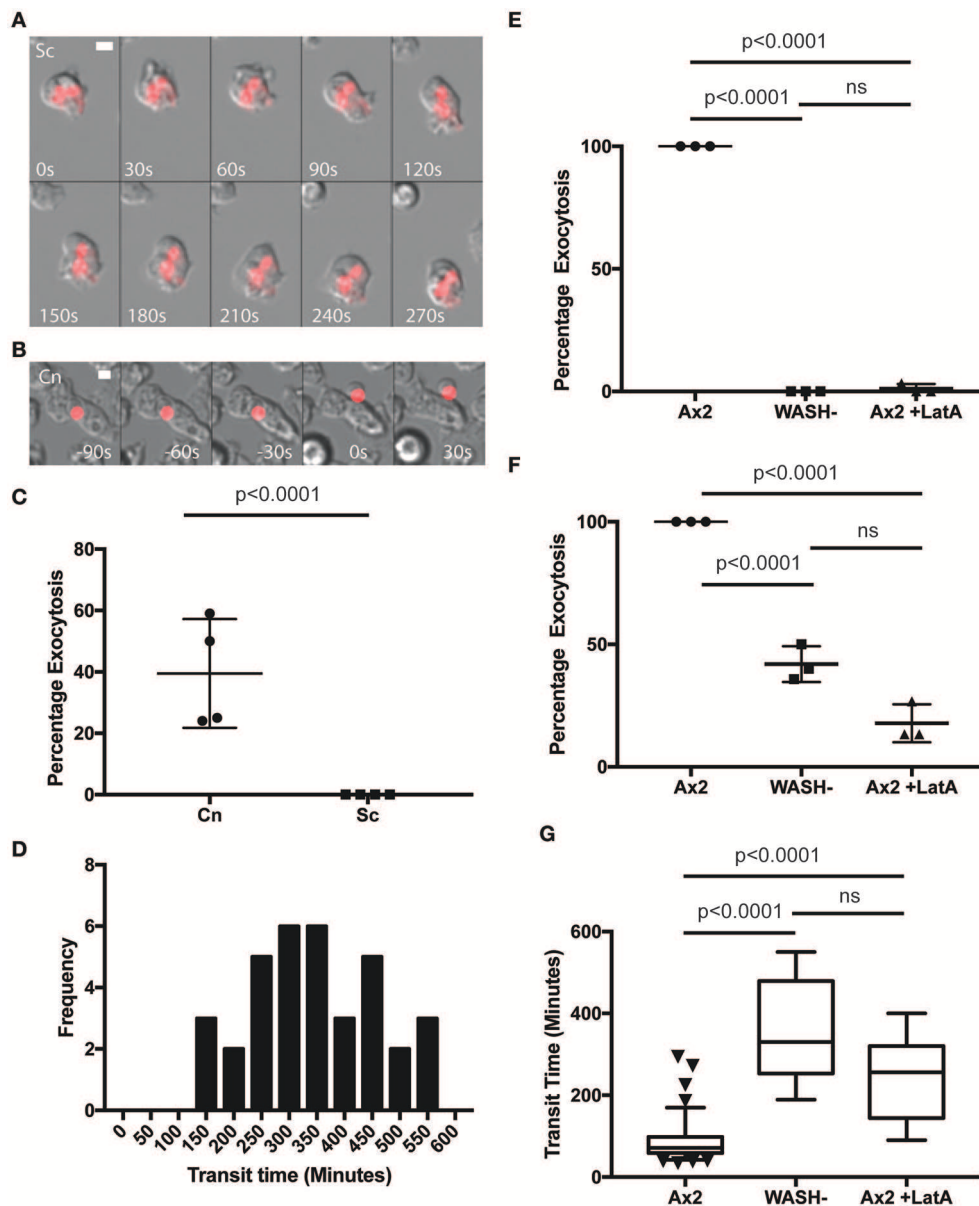 A
Sc
0s 30s 60s 90s 120s
150s 180s 210s 240s 270s
B
Cn
-90s -60s -30s 0s 30s
C
p<0.0001
Percentage Exocytosis
80
60
40
20
0
Cn Sc
D
Frequency
8
6
4
2
0
0 50 100 150 200 250 300 350 400 450 500 550 600
Transit time (Minutes)
E
p<0.0001
p<0.0001 ns
Percentage Exocytosis
100
50
0
Ax2 WASH- Ax2 +LatA
F
p<0.0001
ns
p<0.0001
Percentage Exocytosis
100
50
0
Ax2 WASH- Ax2 +LatA
G
p<0.0001
p<0.0001 ns
Transit Time (Minutes)
600
400
200
0
Ax2 WASH- Ax2 +LatA